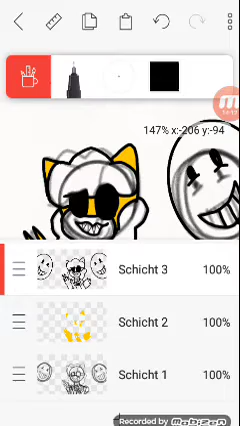 147% x:-206 y:-94
Schicht 3 100%
Schicht 2 100%
Schicht 1 100%
Recorded by MOBIZEN